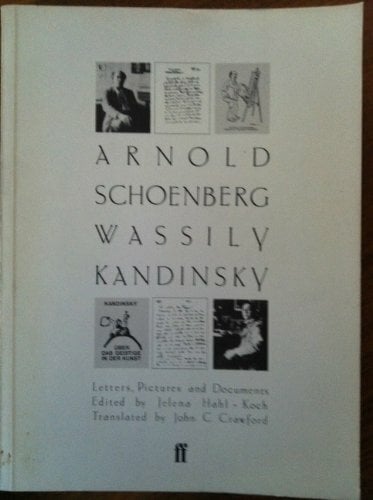 ARNOLD
SCHOENBERG
WASSILY
KANDINSKY
KANDINSKY
ÜBER
DAS GEISTIGE
IN DER KUNST
Letters, Pictures and Documents
Edited by Jelena Hahl-Koch
Translated by John C. Crawford
ff